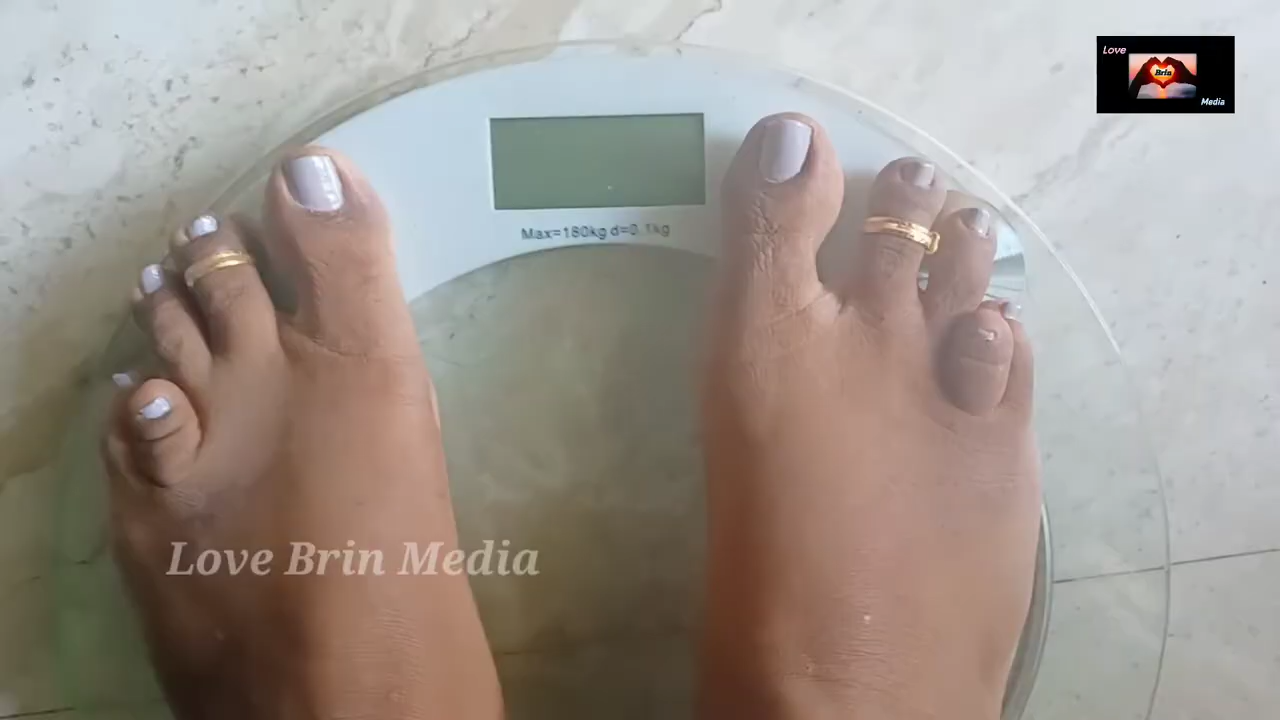 Love
Brin
Media
Max=180kg d=0.1kg
Love Brin Media